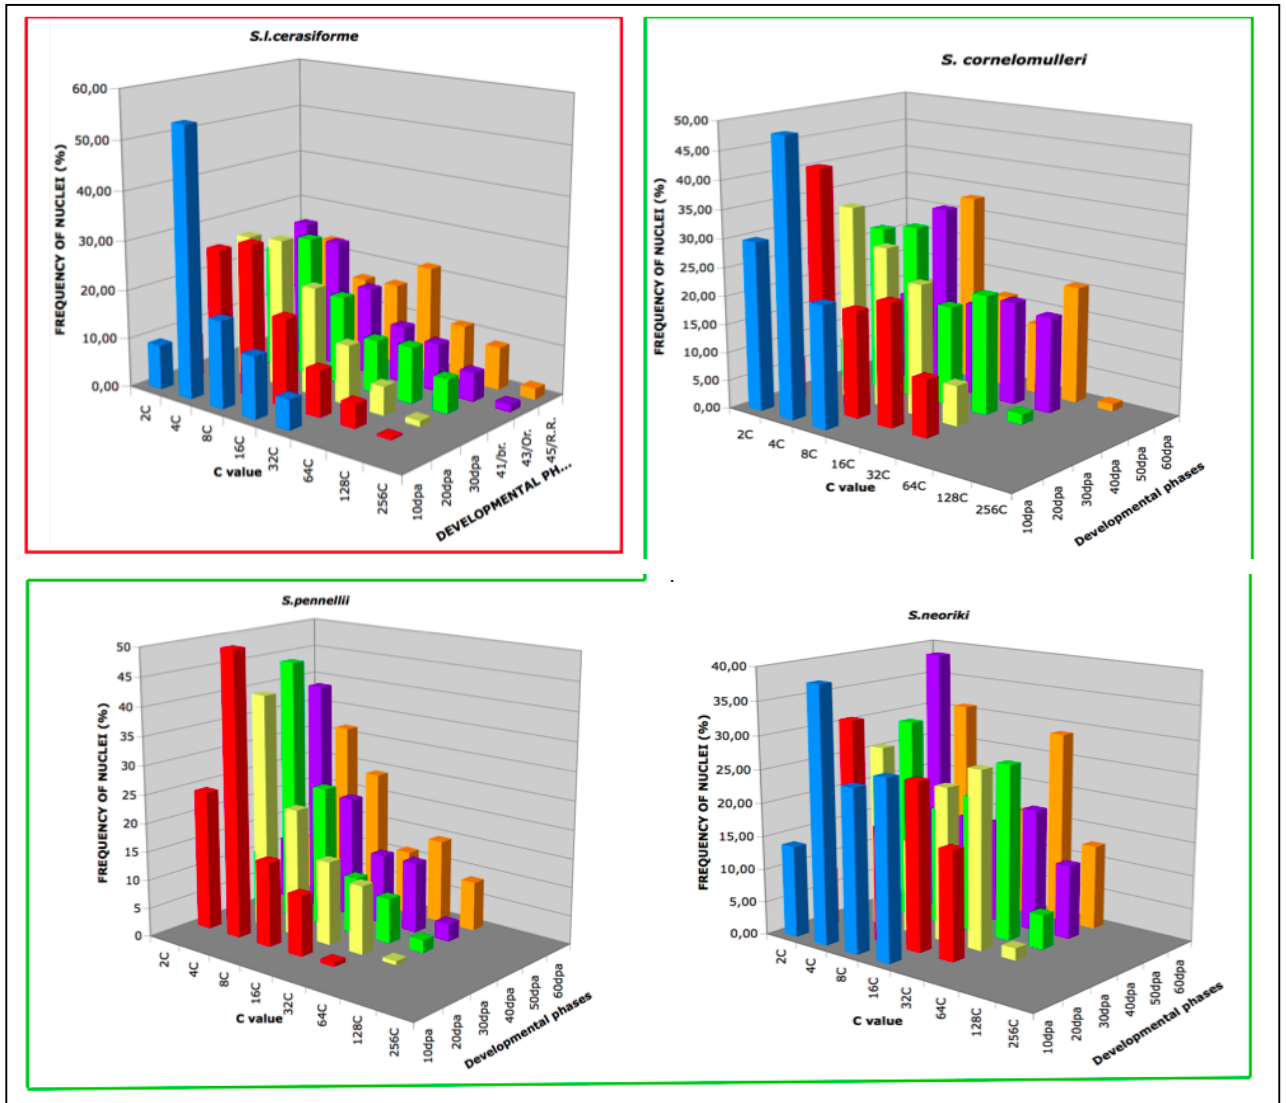 S.l.cerasiforme
FREQUENCY OF NUCLEI (%)
60,00
50,00
40,00
30,00
20,00
10,00
0,00
2C
4C
8C
16C
32C
64C
128C
256C
C value
10dpa
20dpa
30dpa
41/br.
43/Or.
45/R.R.
DEVELOPMENTAL PH...
S. cornelomulleri
FREQUENCY OF NUCLEI (%)
50,00
45,00
40,00
35,00
30,00
25,00
20,00
15,00
10,00
5,00
0,00
2C
4C
8C
16C
32C
64C
128C
256C
C value
10dpa
20dpa
30dpa
40dpa
50dpa
60dpa
Developmental phases
S.pennellii
FREQUENCY OF NUCLEI (%)
50
45
40
35
30
25
20
15
10
5
0
2C
4C
8C
16C
32C
64C
128C
256C
C value
10dpa
20dpa
30dpa
40dpa
50dpa
60dpa
Developmental phases
S.neoriki
FREQUENCY OF NUCLEI (%)
40,00
35,00
30,00
25,00
20,00
15,00
10,00
5,00
0,00
2C
4C
8C
16C
32C
64C
128C
256C
C value
10dpa
20dpa
30dpa
40dpa
50dpa
60dpa
Developmental phases